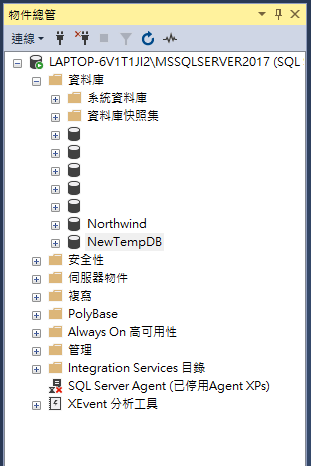 物件總管
連線
LAPTOP-6V1T1JI2\MSSQLSERVER2017 (SQL
資料庫
系統資料庫
資料庫快照集
Northwind
NewTempDB
安全性
伺服器物件
複寫
PolyBase
Always On 高可用性
管理
Integration Services 目錄
SQL Server Agent (已停用Agent XPs)
XEvent 分析工具